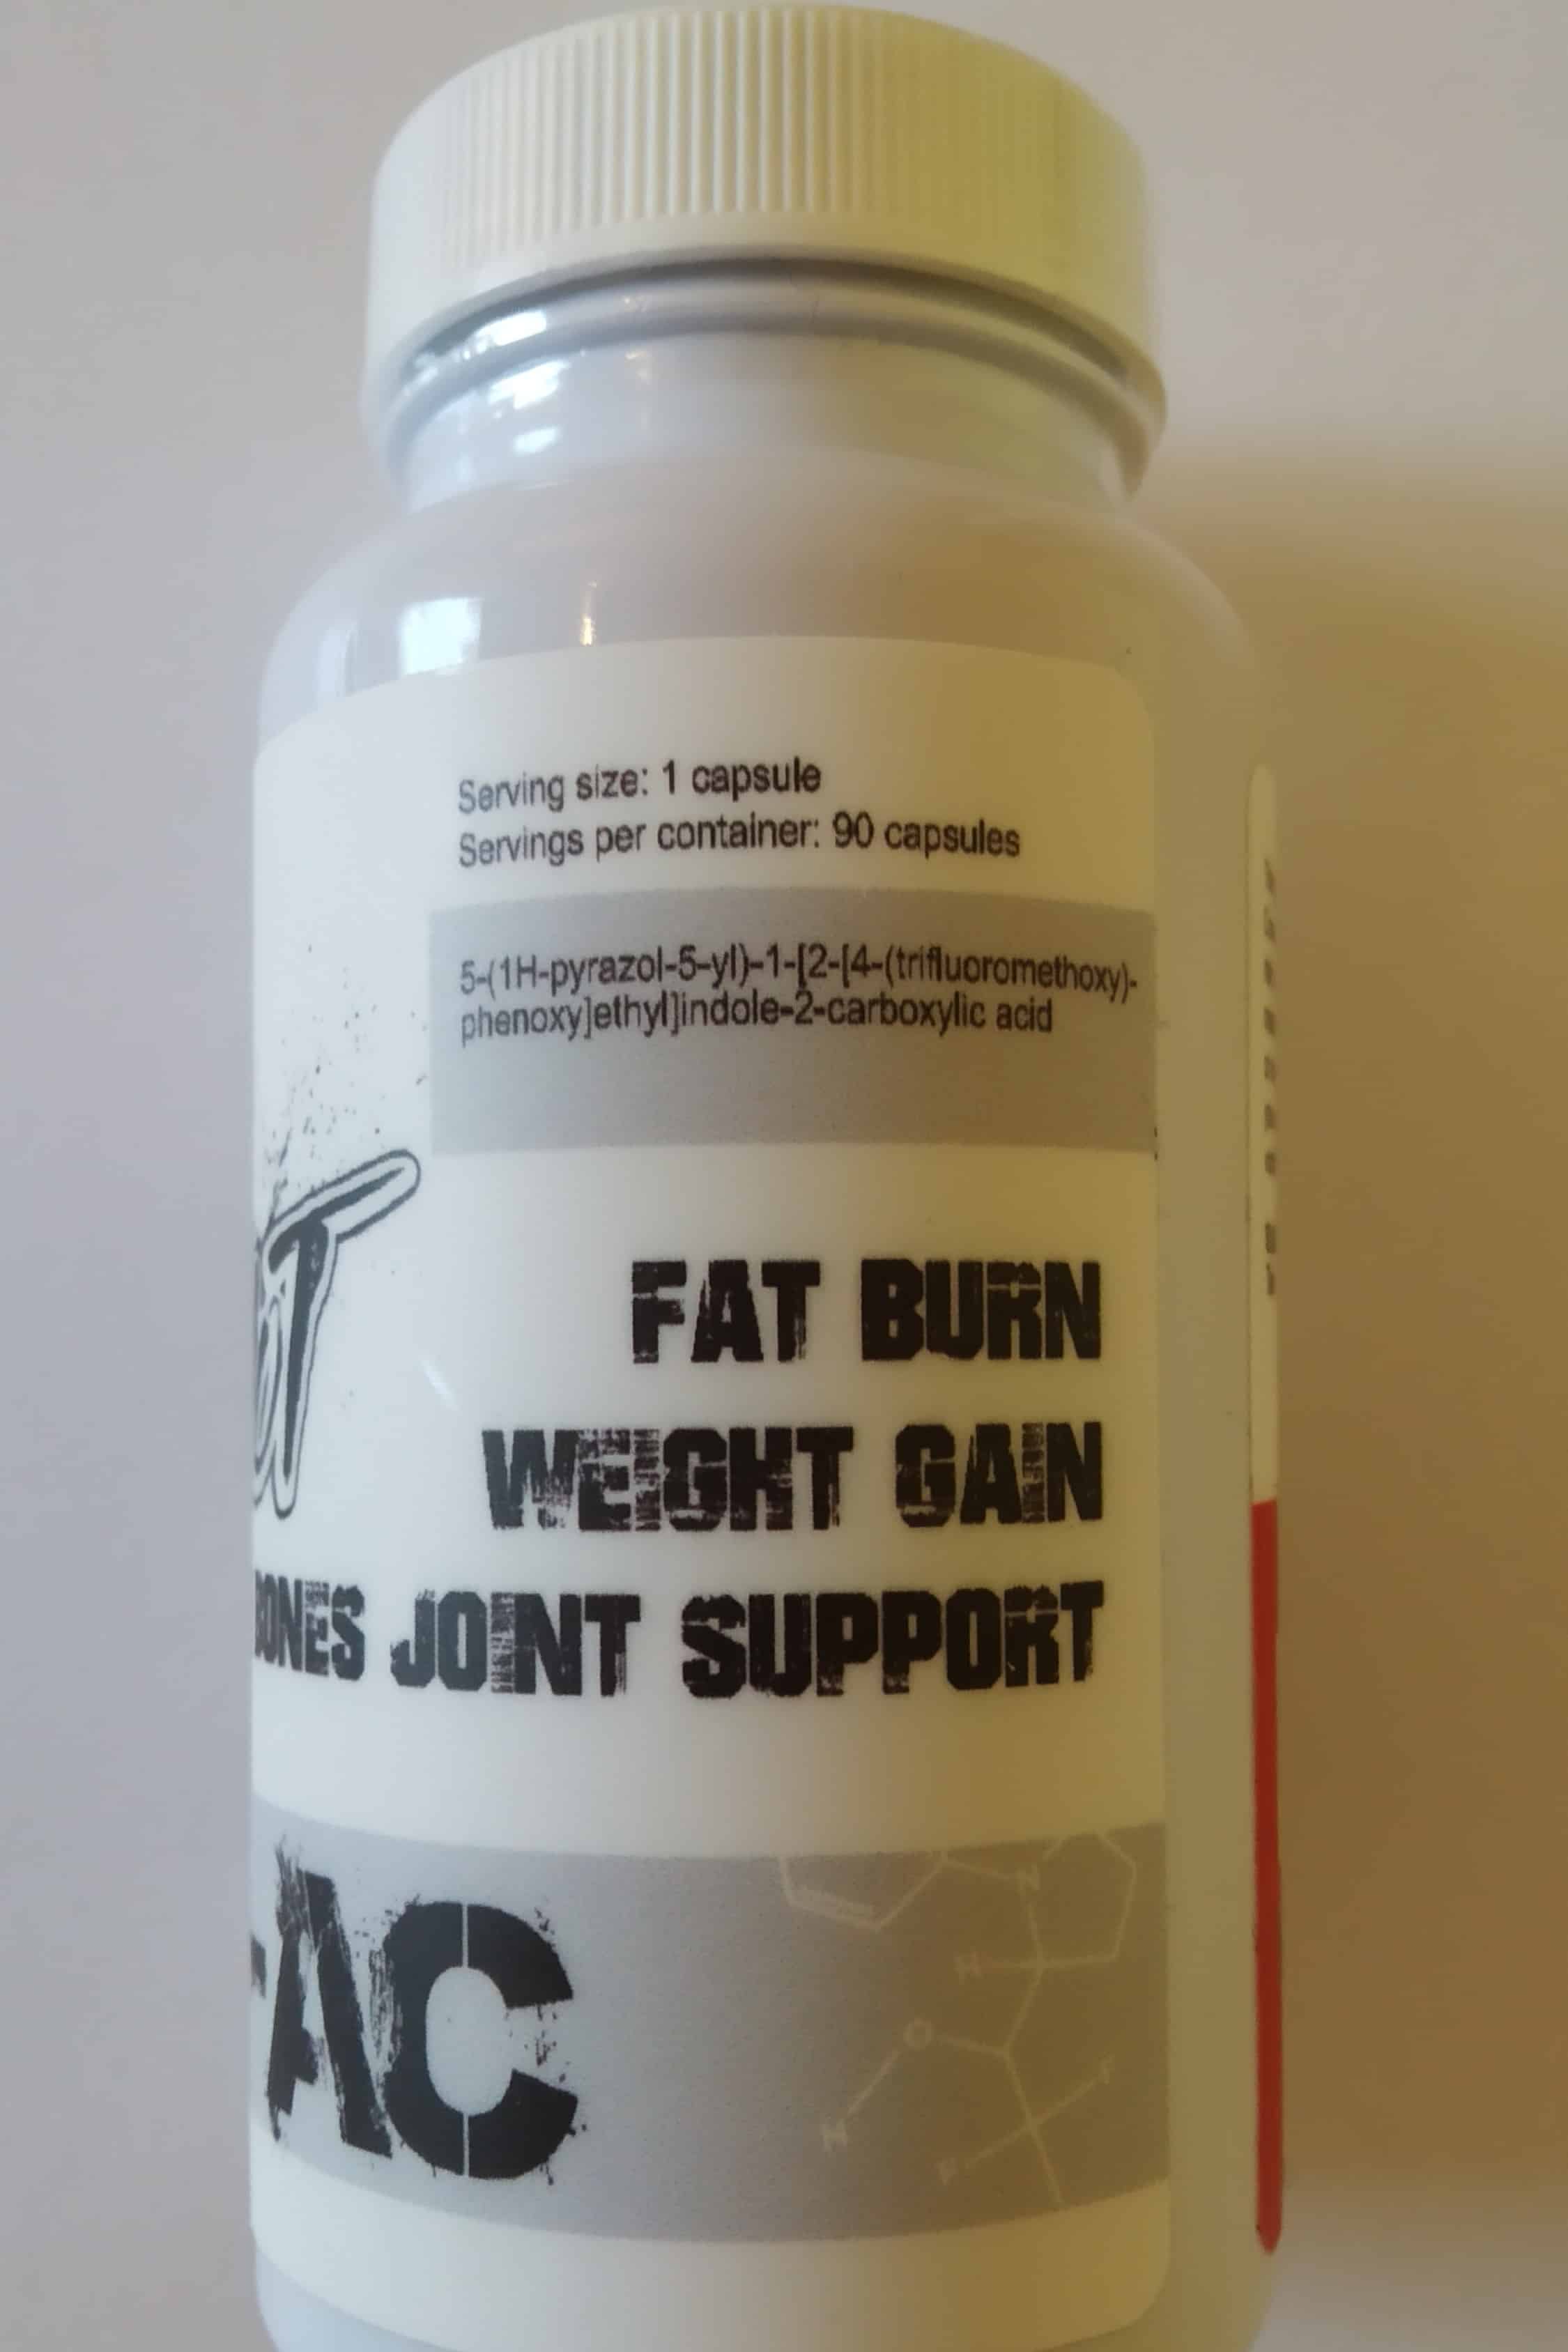 Serving size: 1 capsule
Servings per container: 90 capsules
5-(1H-pyrazol-5-yl)-1-[2-[4-(trifluoromethoxy)-
phenoxy]ethyl]indole-2-carboxylic acid
FAT BURN
WEIGHT GAIN
BONES JOINT SUPPORT
-AC
N
H
O
H
F
F